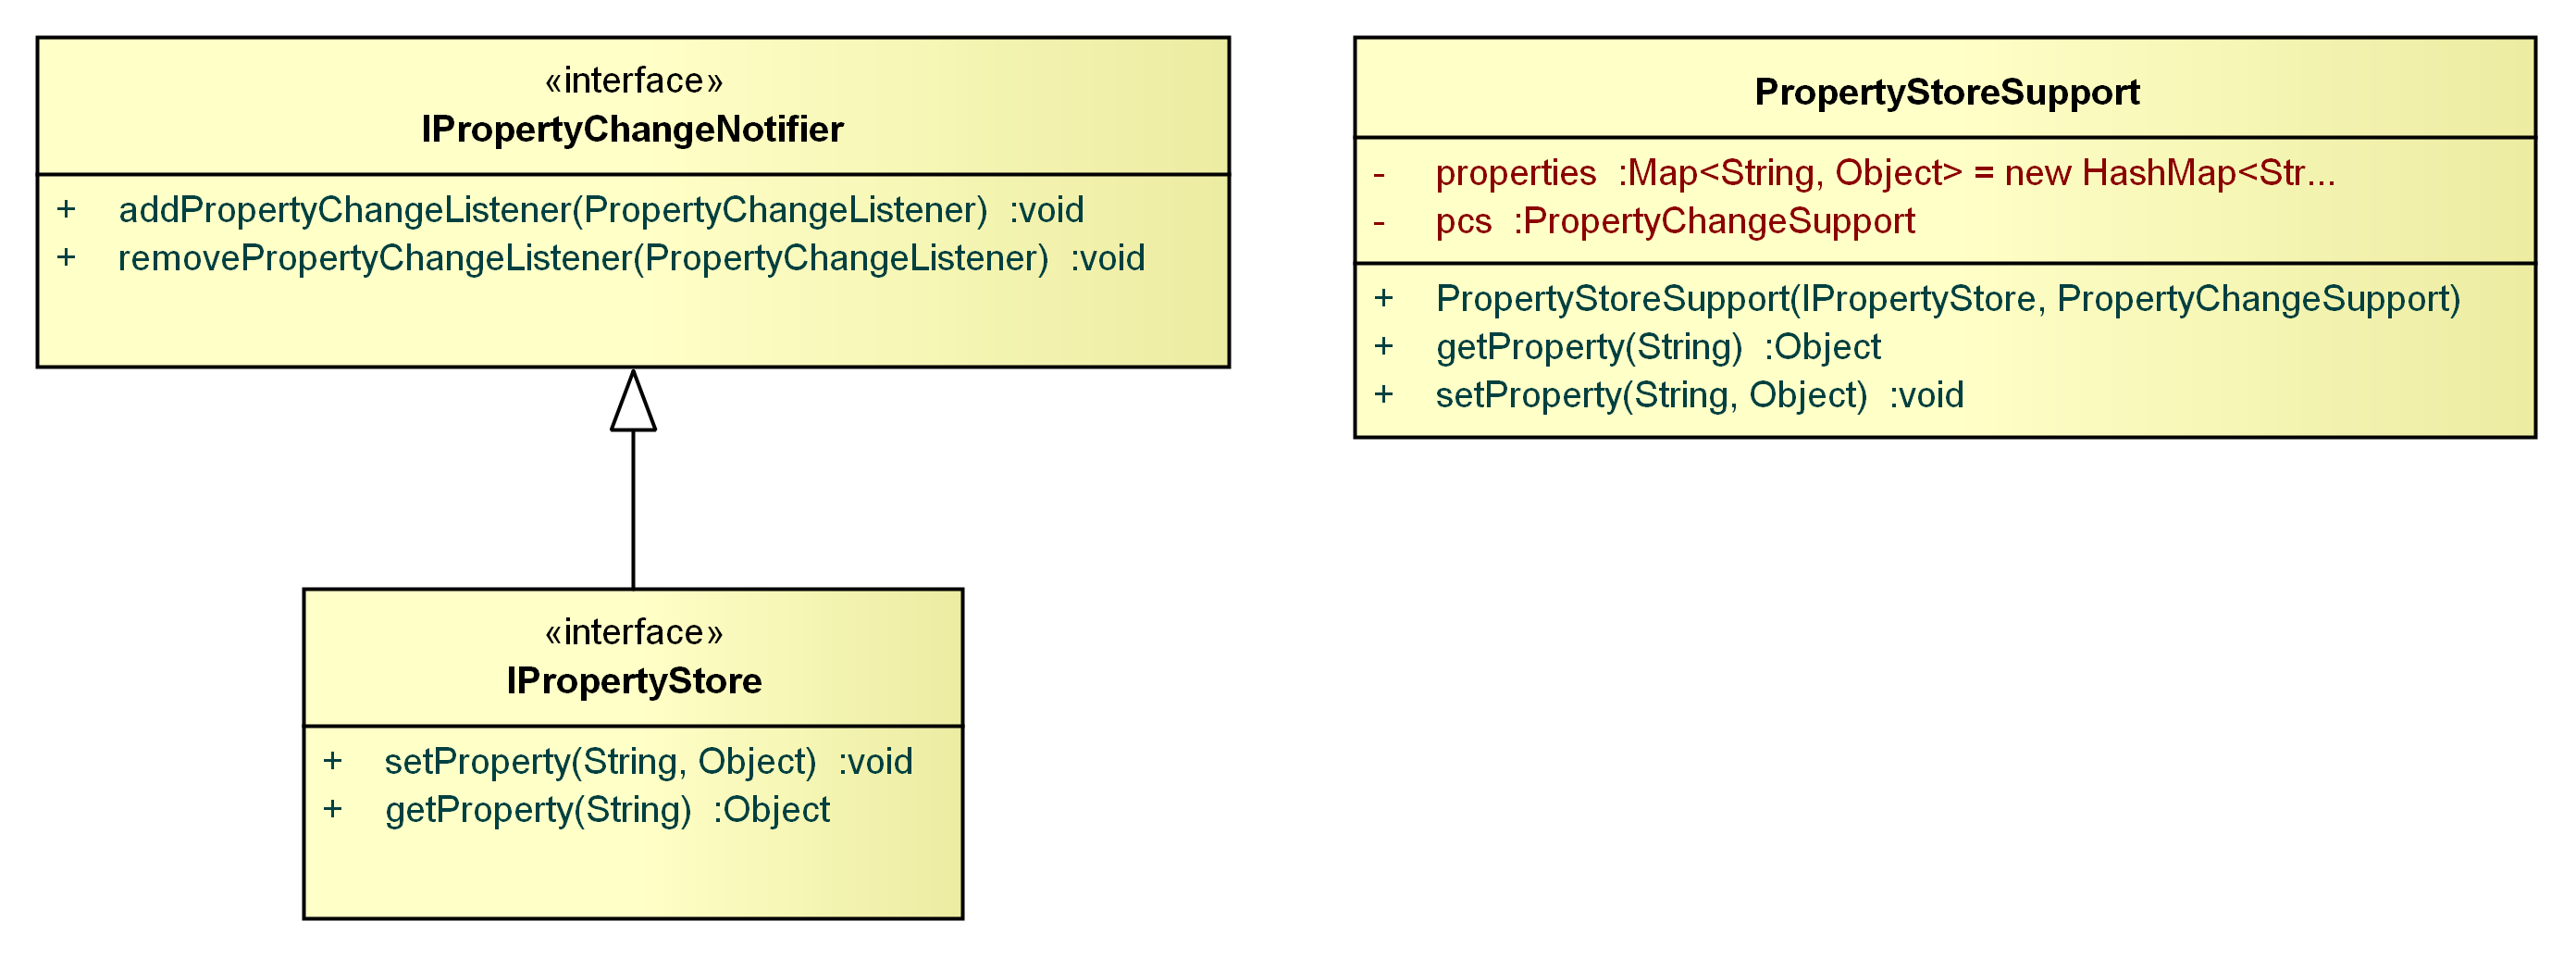 «interface»
IPropertyChangeNotifier
+ addPropertyChangeListener(PropertyChangeListener) :void
+ removePropertyChangeListener(PropertyChangeListener) :void
«interface»
IPropertyStore
+ setProperty(String, Object) :void
+ getProperty(String) :Object
PropertyStoreSupport
- properties :Map<String, Object> = new HashMap<Str...
- pcs :PropertyChangeSupport
+ PropertyStoreSupport(IPropertyStore, PropertyChangeSupport)
+ getProperty(String) :Object
+ setProperty(String, Object) :void